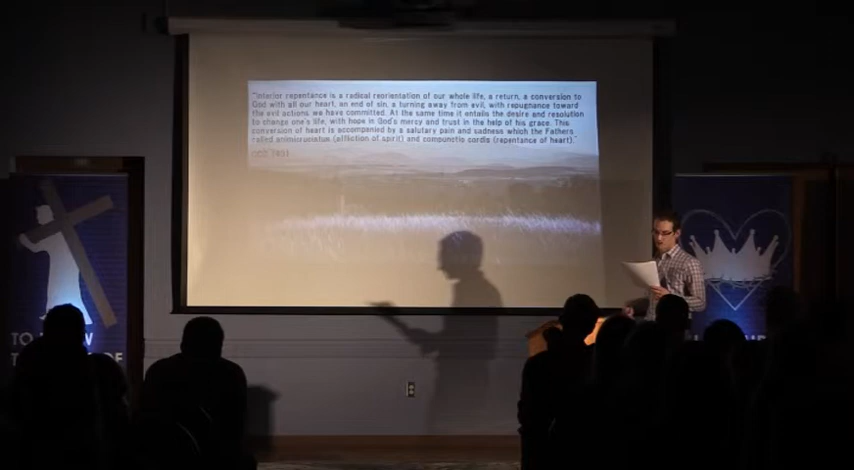 "Interior repentance is a radical reorientation of our whole life, a return, a conversion to
God with all our heart, an end of sin, a turning away from evil, with repugnance toward
the evil actions we have committed. At the same time it entails the desire and resolution
to change one's life, with hope in God's mercy and trust in the help of his grace. This
conversion of heart is accompanied by a salutary pain and sadness which the Fathers
called animi cruciatus (affliction of spirit) and compunctio cordis (repentance of heart)."
CCC 1431
TO